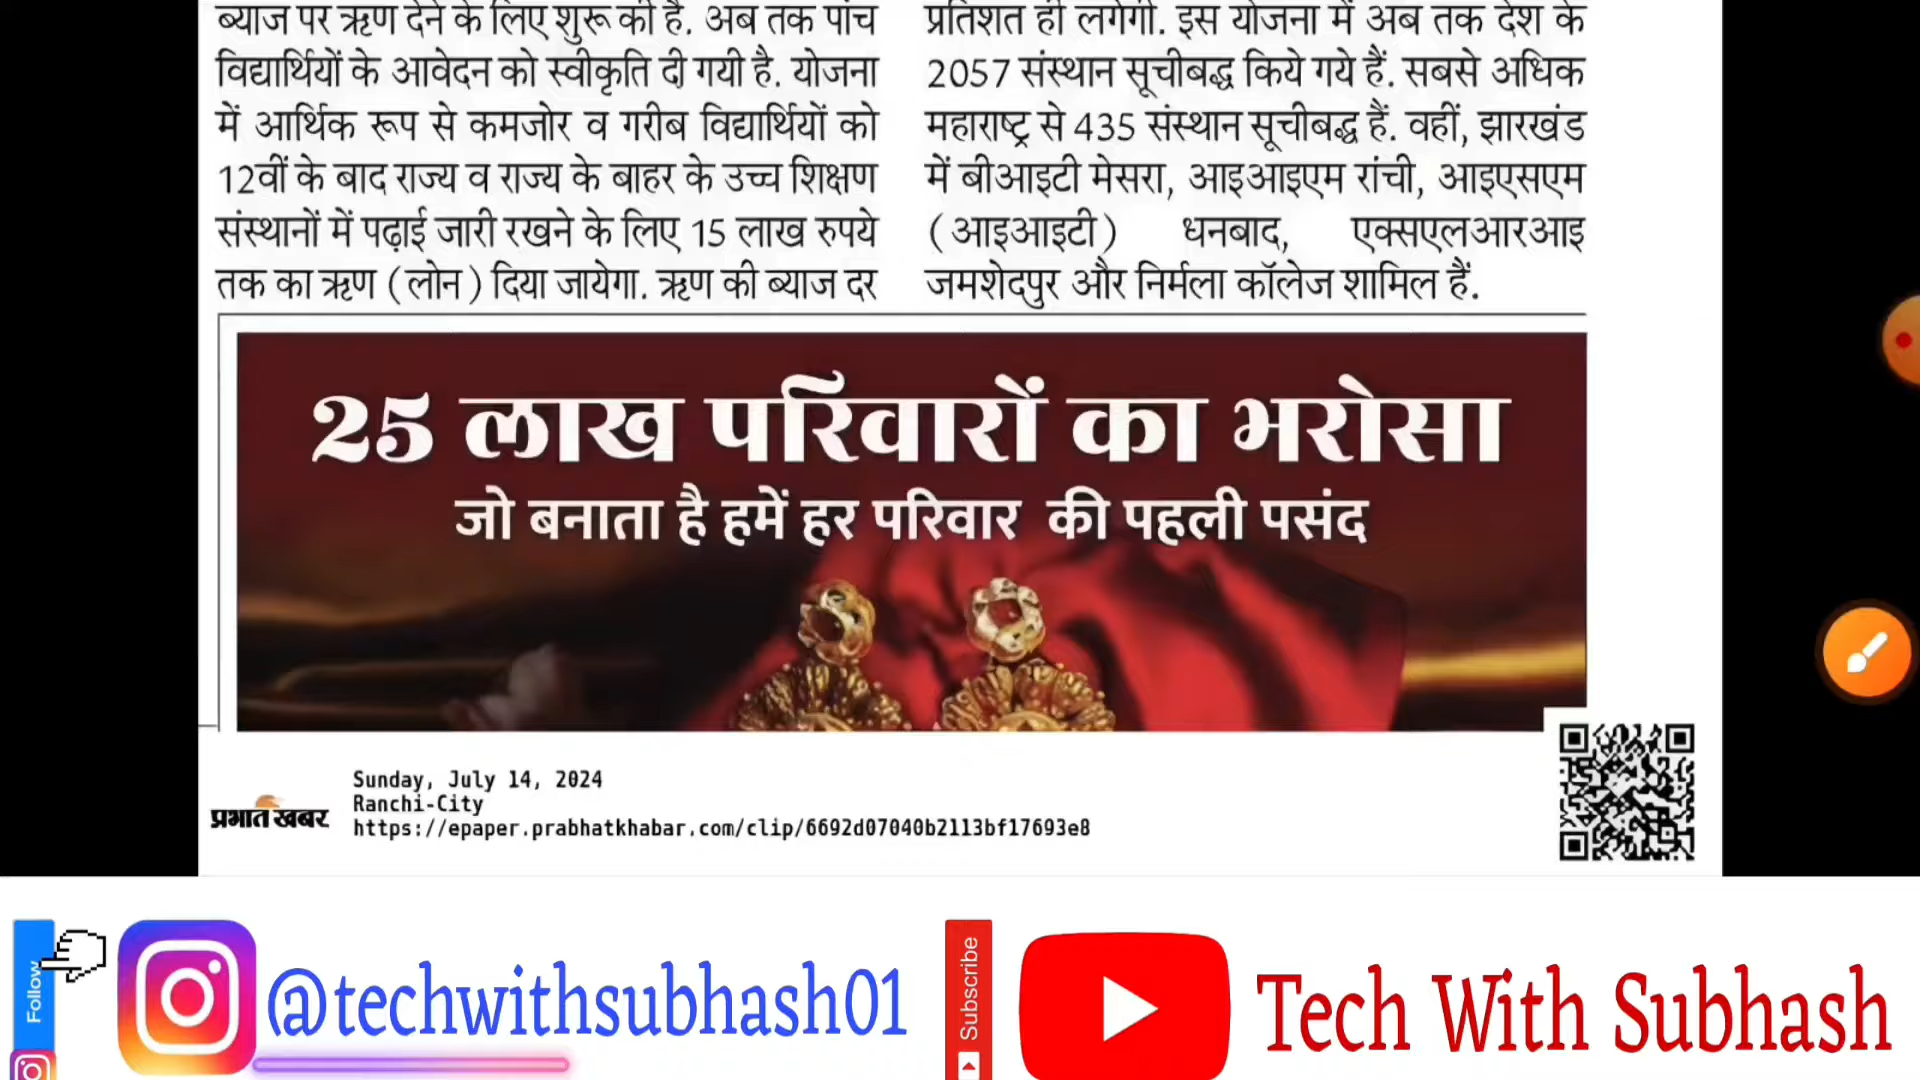 ब्याज पर ऋण देने के लिए शुरू की है. अब तक पांच
विद्यार्थियों के आवेदन को स्वीकृति दी गयी है. योजना
में आर्थिक रूप से कमजोर व गरीब विद्यार्थियों को
12वीं के बाद राज्य व राज्य के बाहर के उच्च शिक्षण
संस्थानों में पढ़ाई जारी रखने के लिए 15 लाख रुपये
तक का ऋण (लोन) दिया जायेगा. ऋण की ब्याज दर
प्रतिशत ही लगेगी. इस योजना में अब तक देश के
2057 संस्थान सूचीबद्ध किये गये हैं. सबसे अधिक
महाराष्ट्र से 435 संस्थान सूचीबद्ध हैं. वहीं, झारखंड
में बीआइटी मेसरा, आइआइएम रांची, आइएसएम
(आइआइटी) धनबाद, एक्सएलआरआइ
जमशेदपुर और निर्मला कॉलेज शामिल हैं.
25 लाख परिवारों का भरोसा
जो बनाता है हमें हर परिवार की पहली पसंद
प्रभात खबर
Sunday, July 14, 2024
Ranchi-City
https://epaper.prabhatkhabar.com/clip/6692d07040b2113bf17693e8
Follow
@techwithsubhash01
Subscribe
Tech With Subhash